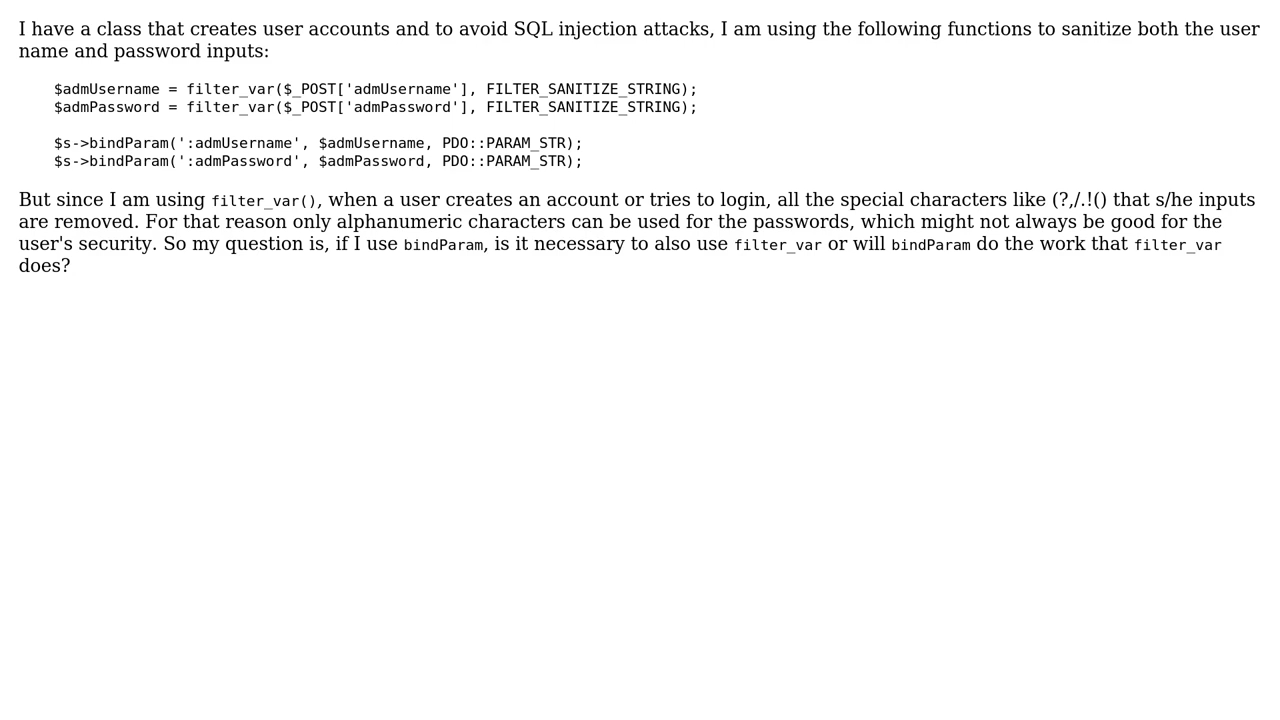 I have a class that creates user accounts and to avoid SQL injection attacks, I am using the following functions to sanitize both the user
name and password inputs:
$admUsername = filter_var($_POST['admUsername'], FILTER_SANITIZE_STRING);
$admPassword = filter_var($_POST['admPassword'], FILTER_SANITIZE_STRING);
$s->bindParam(':admUsername', $admUsername, PDO::PARAM_STR);
$s->bindParam(':admPassword', $admPassword, PDO::PARAM_STR);
But since I am using filter_var(), when a user creates an account or tries to login, all the special characters like (?,/.!() that s/he inputs
are removed. For that reason only alphanumeric characters can be used for the passwords, which might not always be good for the
user's security. So my question is, if I use bindParam, is it necessary to also use filter_var or will bindParam do the work that filter_var
does?